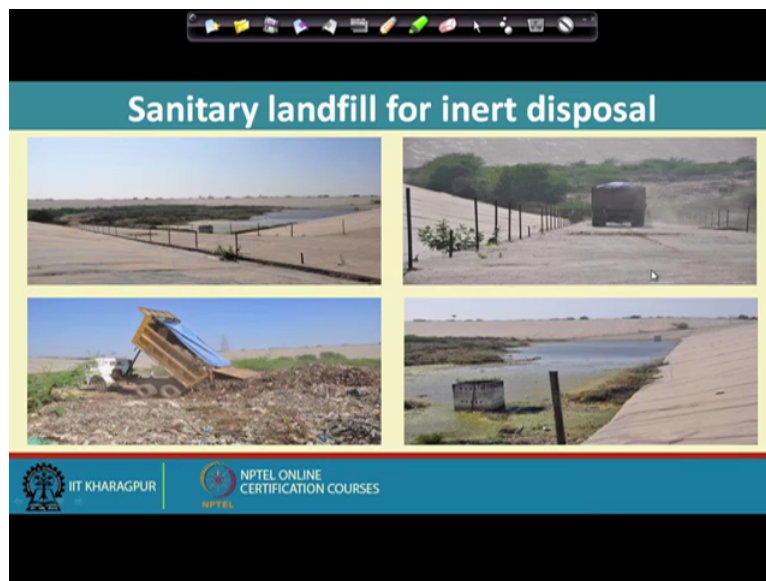 Sanitary landfill for inert disposal
IIT KHARAGPUR
NPTEL ONLINE
CERTIFICATION COURSES
NPTEL